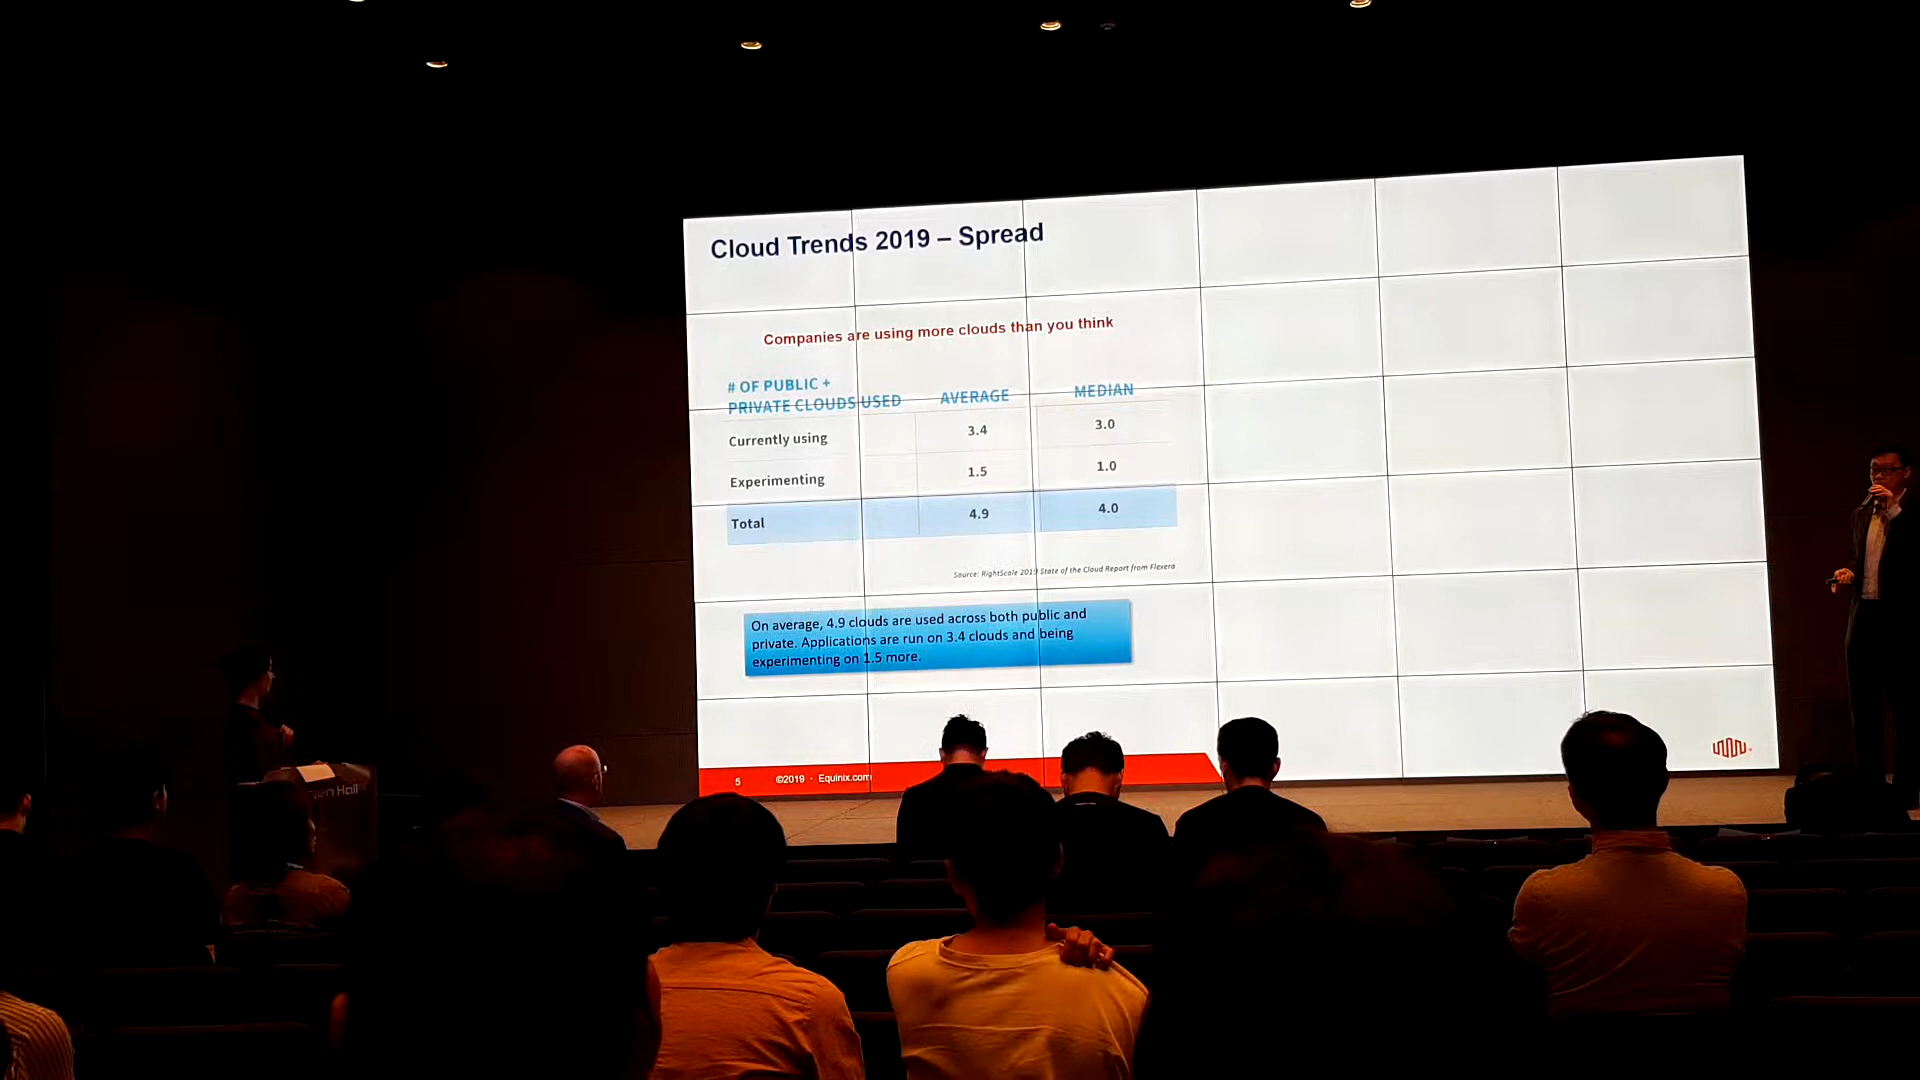 Cloud Trends 2019 – Spread
Companies are using more clouds than you think
# OF PUBLIC +
PRIVATE CLOUDS USED AVERAGE MEDIAN
Currently using 3.4 3.0
Experimenting 1.5 1.0
Total 4.9 4.0
Source: RightScale 2019 State of the Cloud Report from Flexera
On average, 4.9 clouds are used across both public and
private. Applications are run on 3.4 clouds and being
experimenting on 1.5 more.
5 ©2019 · Equinix.com
Hall